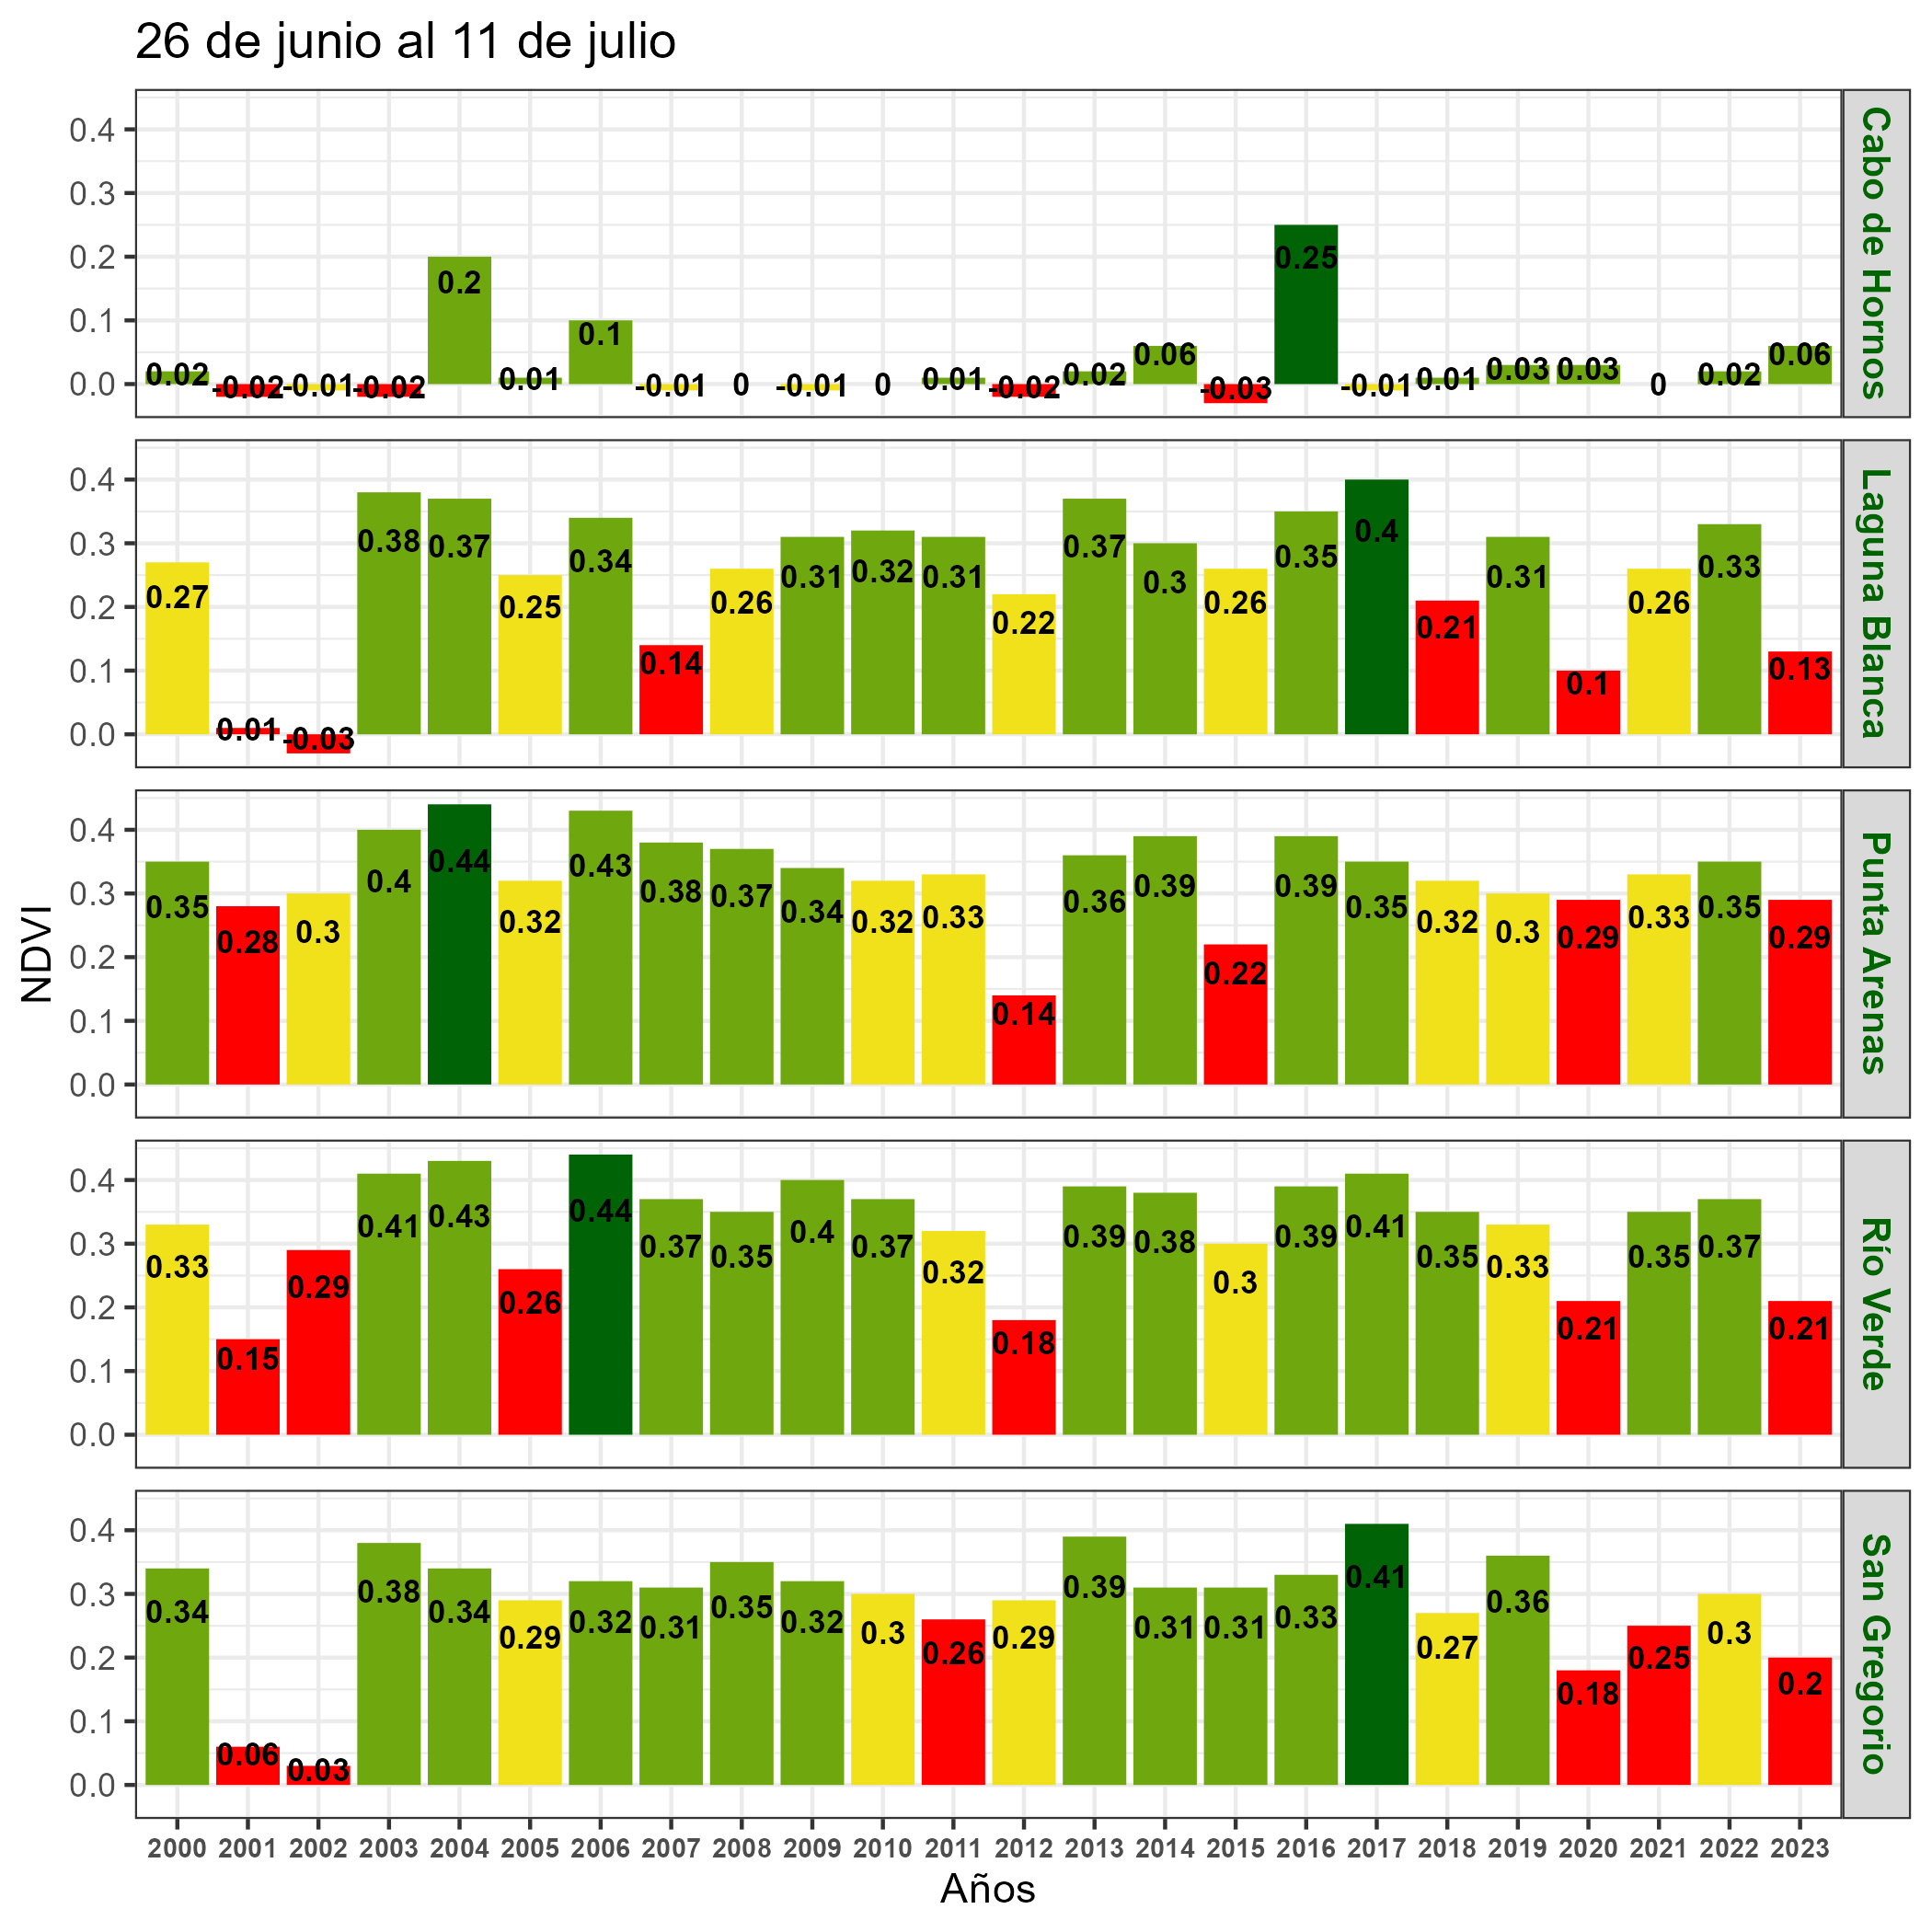 26 de junio al 11 de julio
NDVI
0.4
0.3
0.2
0.1
0.0
0.02 -0.02 -0.01 -0.02 0.2 0.01 0.1 -0.01 0 -0.01 0 0.01 -0.02 0.02 0.06 -0.03 0.25 -0.01 0.01 0.03 0.03 0 0.02 0.06
Cabo de Hornos
0.4
0.3
0.2
0.1
0.0
0.27 0.01 -0.03 0.38 0.37 0.25 0.34 0.14 0.26 0.31 0.32 0.31 0.22 0.37 0.3 0.26 0.35 0.4 0.21 0.31 0.1 0.26 0.33 0.13
Laguna Blanca
0.4
0.3
0.2
0.1
0.0
0.35 0.28 0.3 0.4 0.44 0.32 0.43 0.38 0.37 0.34 0.32 0.33 0.14 0.36 0.39 0.22 0.39 0.35 0.32 0.3 0.29 0.33 0.35 0.29
Punta Arenas
0.4
0.3
0.2
0.1
0.0
0.33 0.15 0.29 0.41 0.43 0.26 0.44 0.37 0.35 0.4 0.37 0.32 0.18 0.39 0.38 0.3 0.39 0.41 0.35 0.33 0.21 0.35 0.37 0.21
Río Verde
0.4
0.3
0.2
0.1
0.0
0.34 0.06 0.03 0.38 0.34 0.29 0.32 0.31 0.35 0.32 0.3 0.26 0.29 0.39 0.31 0.31 0.33 0.41 0.27 0.36 0.18 0.25 0.3 0.2
San Gregorio
2000 2001 2002 2003 2004 2005 2006 2007 2008 2009 2010 2011 2012 2013 2014 2015 2016 2017 2018 2019 2020 2021 2022 2023
Años